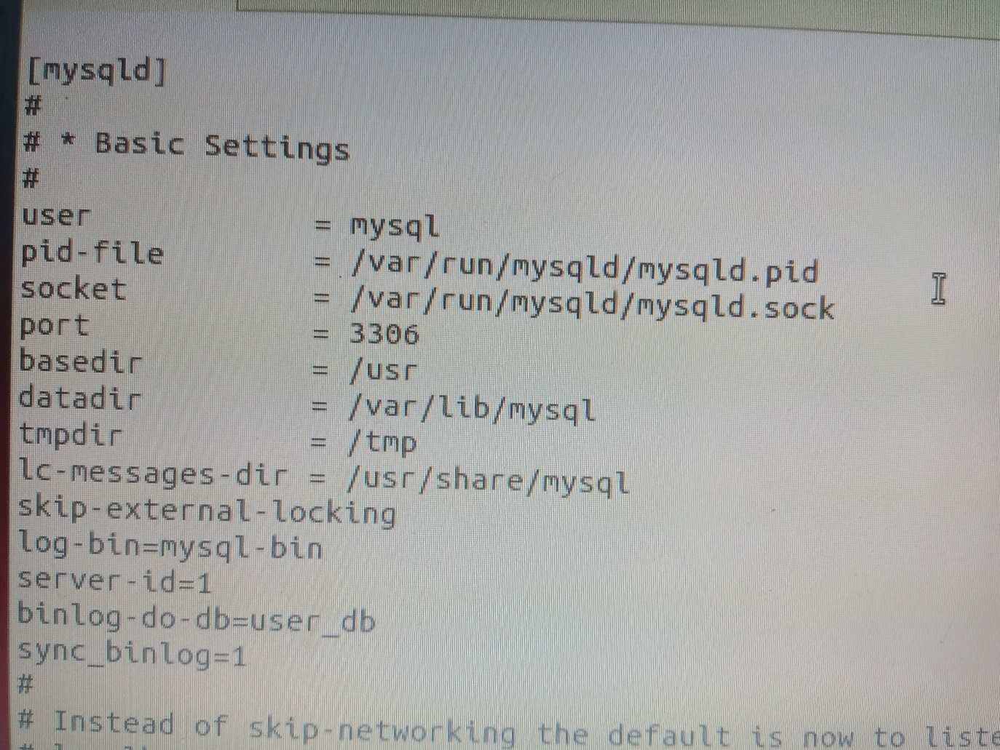 [mysqld]
#
# * Basic Settings
#
user = mysql
pid-file = /var/run/mysqld/mysqld.pid
socket = /var/run/mysqld/mysqld.sock
port = 3306
basedir = /usr
datadir = /var/lib/mysql
tmpdir = /tmp
lc-messages-dir = /usr/share/mysql
skip-external-locking
log-bin=mysql-bin
server-id=1
binlog-do-db=user_db
sync_binlog=1
#
# Instead of skip-networking the default is now to liste
#